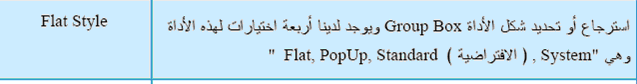 Flat Style
استرجاع أو تحديد شكل الأداة Group Box ويوجد لدينا أربعة اختيارات لهذه الأداة
وهي "Flat, PopUp, Standard ( الافتراضية ) , System "